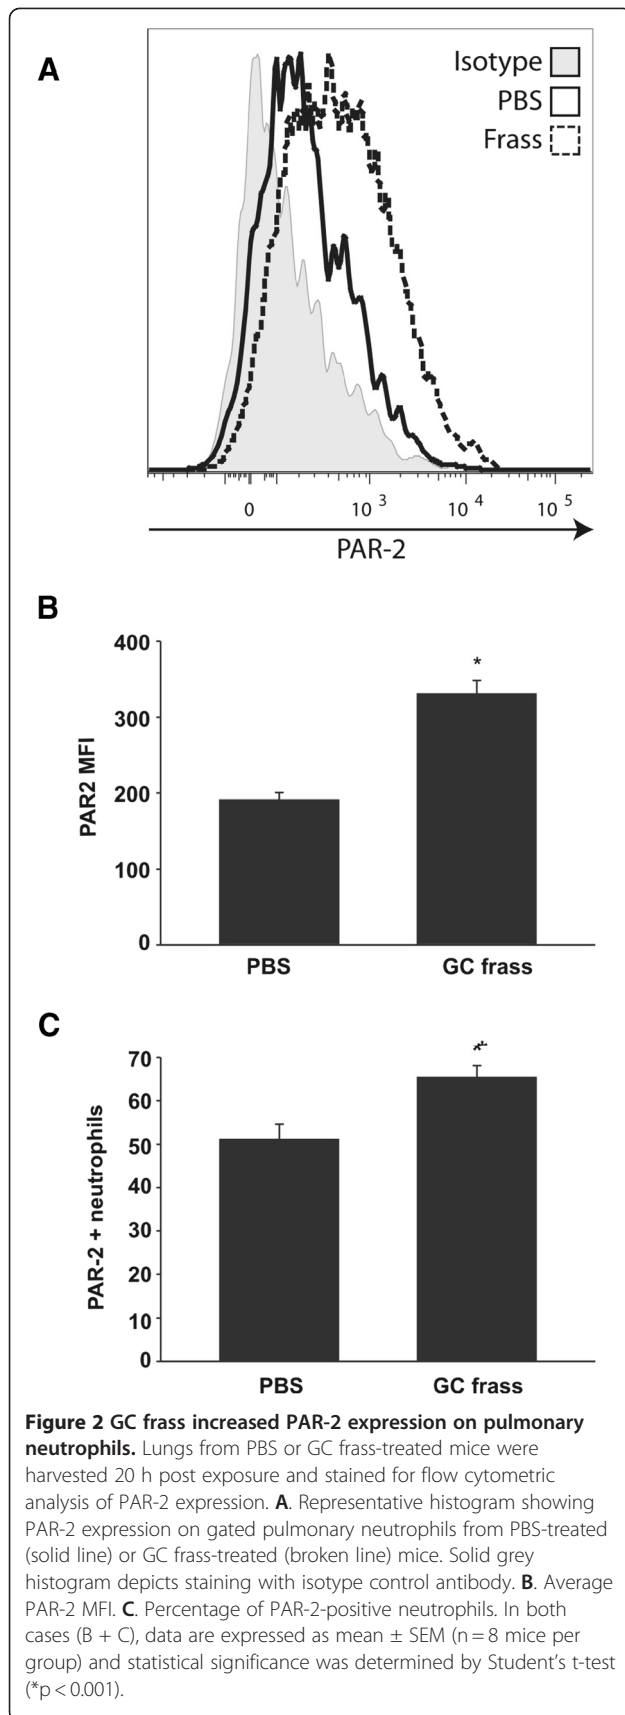 A
Isotype
PBS
Frass
0 10 3 10 4 10 5
PAR-2
B
400
300
200
100
0
PAR2 MFI
*
PBS GC frass
C
70
60
50
40
30
20
10
0
PAR-2 + neutrophils
*
PBS GC frass
Figure 2 GC frass increased PAR-2 expression on pulmonary
neutrophils. Lungs from PBS or GC frass-treated mice were
harvested 20 h post exposure and stained for flow cytometric
analysis of PAR-2 expression. A. Representative histogram showing
PAR-2 expression on gated pulmonary neutrophils from PBS-treated
(solid line) or GC frass-treated (broken line) mice. Solid grey
histogram depicts staining with isotype control antibody. B. Average
PAR-2 MFI. C. Percentage of PAR-2-positive neutrophils. In both
cases (B + C), data are expressed as mean ± SEM (n = 8 mice per
group) and statistical significance was determined by Student's t-test
(*p < 0.001).